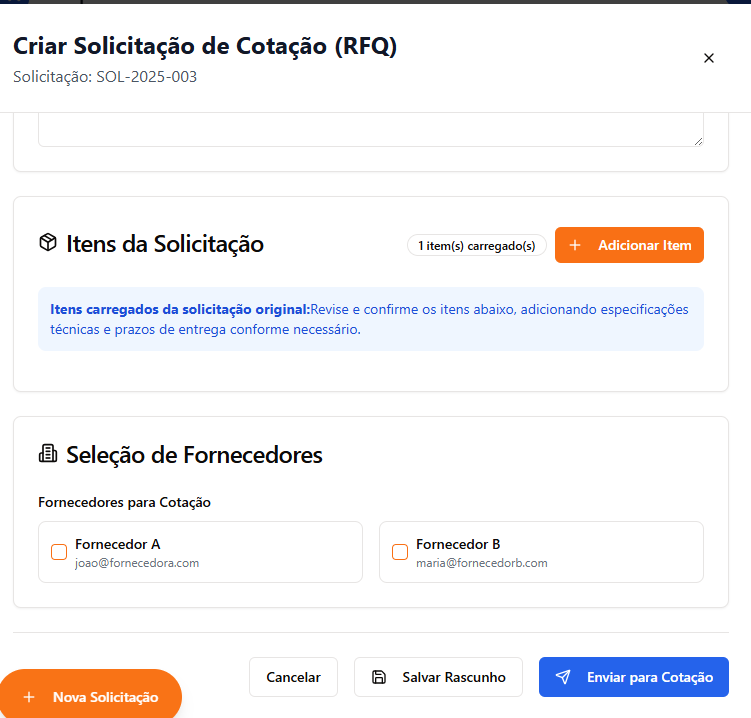 Criar Solicitação de Cotação (RFQ)
Solicitação: SOL-2025-003
Itens da Solicitação
1 item(s) carregado(s)
Adicionar Item
Itens carregados da solicitação original:Revise e confirme os itens abaixo, adicionando especificações
técnicas e prazos de entrega conforme necessário.
Seleção de Fornecedores
Fornecedores para Cotação
Fornecedor A
joao@fornecedora.com
Fornecedor B
maria@fornecedorb.com
Cancelar
Salvar Rascunho
Enviar para Cotação
Nova Solicitação